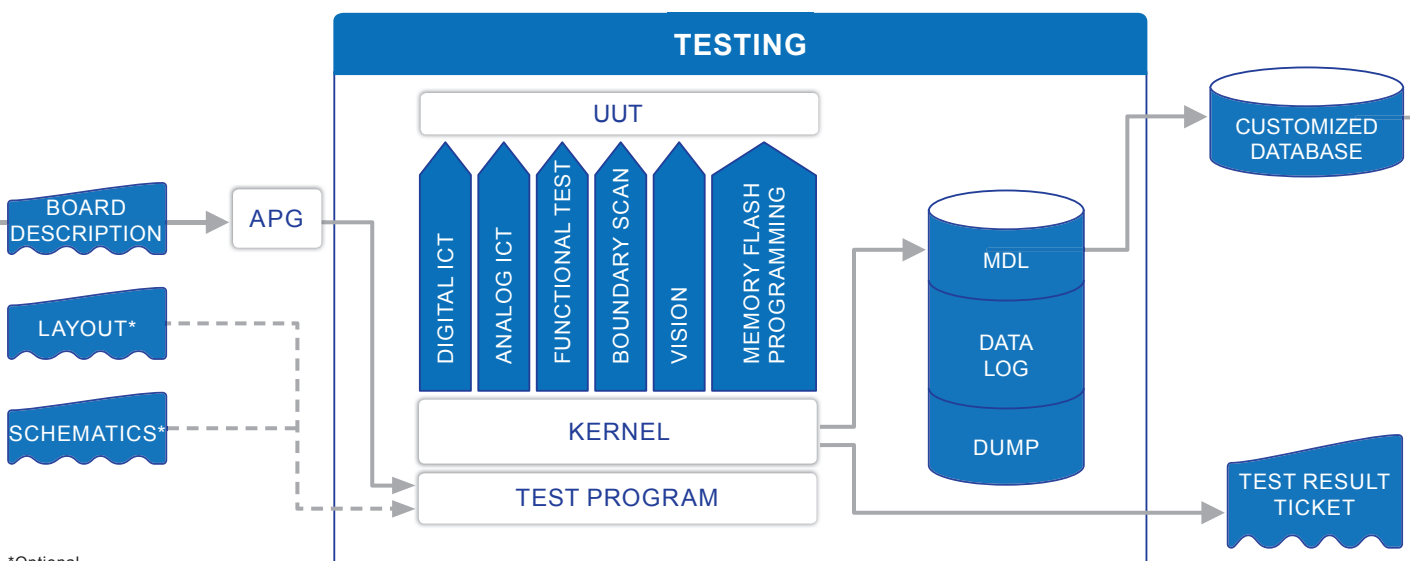 TESTING
UUT
CUSTOMIZED
DATABASE
BOARD
DESCRIPTION
APG
DIGITAL ICT
ANALOG ICT
FUNCTIONAL TEST
BOUNDARY SCAN
VISION
MEMORY FLASH
PROGRAMMING
MDL
LAYOUT*
DATA
LOG
SCHEMATICS*
KERNEL
DUMP
TEST PROGRAM
TEST RESULT
TICKET
*Optional